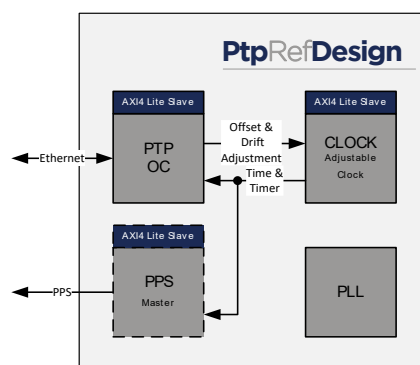 PtpRefDesign
AXI4 Lite Slave
PTP
OC
Ethernet
Offset &
Drift
Adjustment
Time &
Timer
AXI4 Lite Slave
CLOCK
Adjustable
Clock
AXI4 Lite Slave
PPS
Master
PPS
PLL